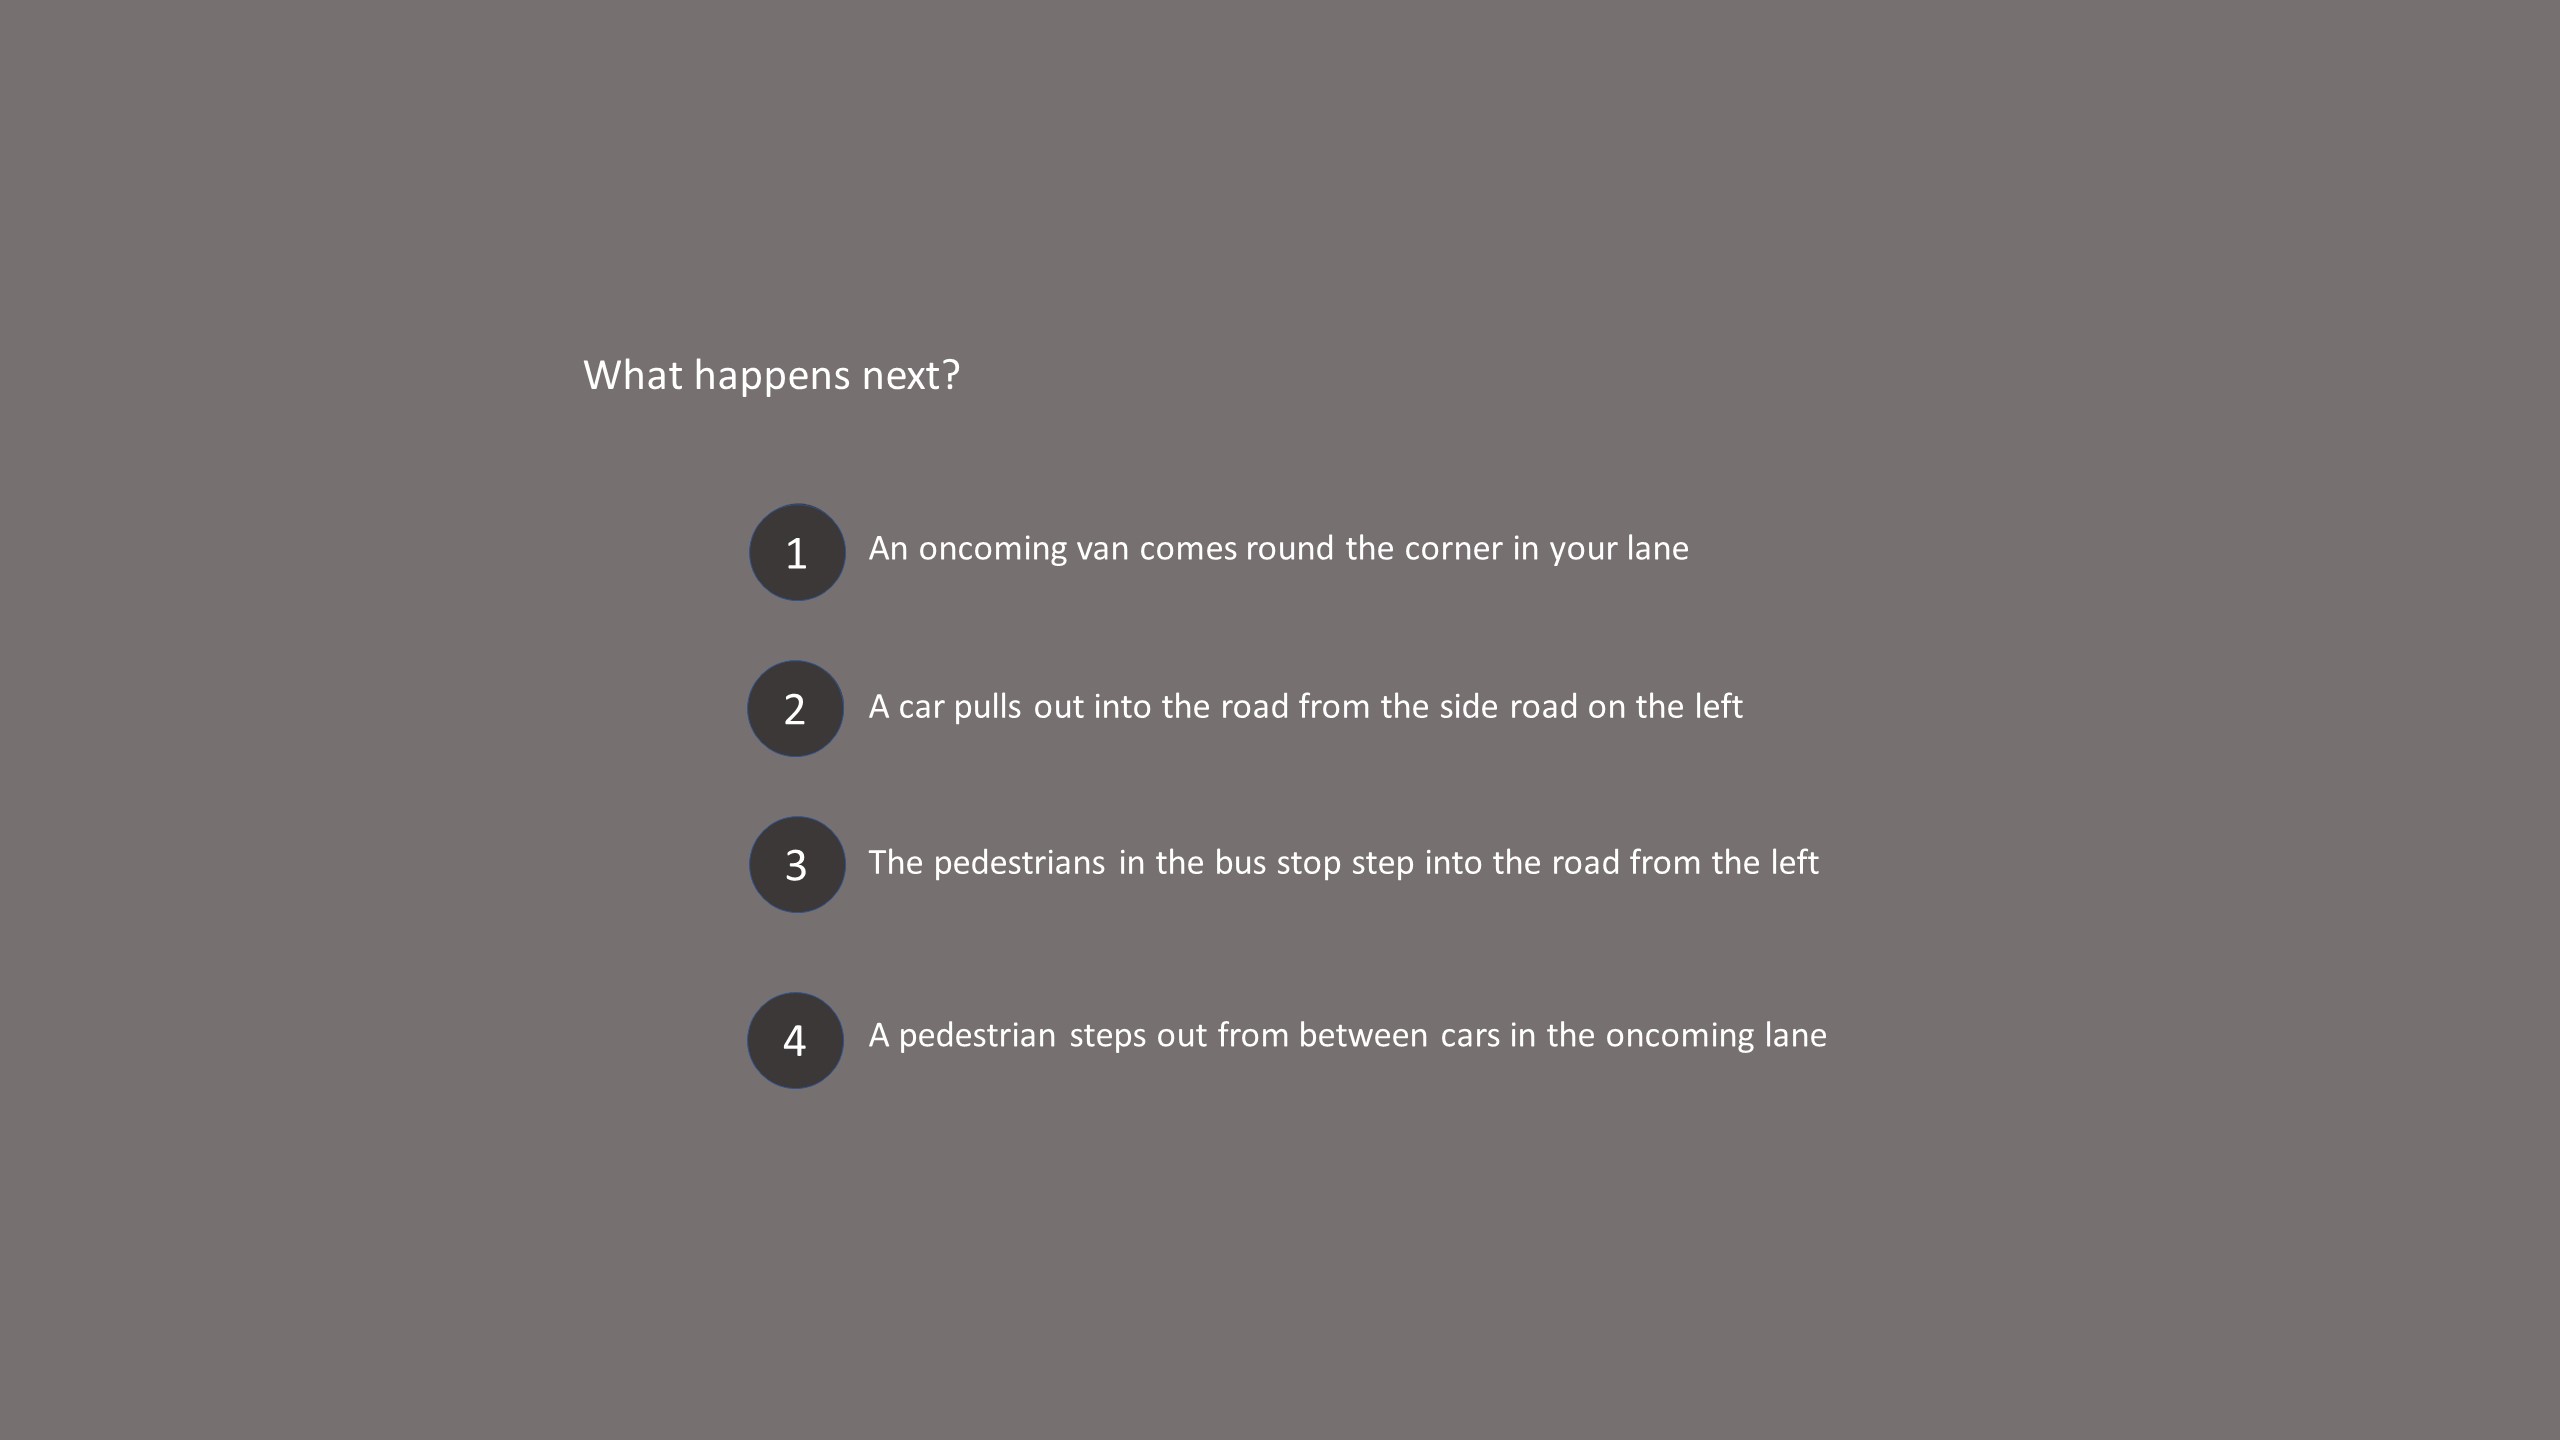 What happens next?
1 An oncoming van comes round the corner in your lane
2 A car pulls out into the road from the side road on the left
3 The pedestrians in the bus stop step into the road from the left
4 A pedestrian steps out from between cars in the oncoming lane